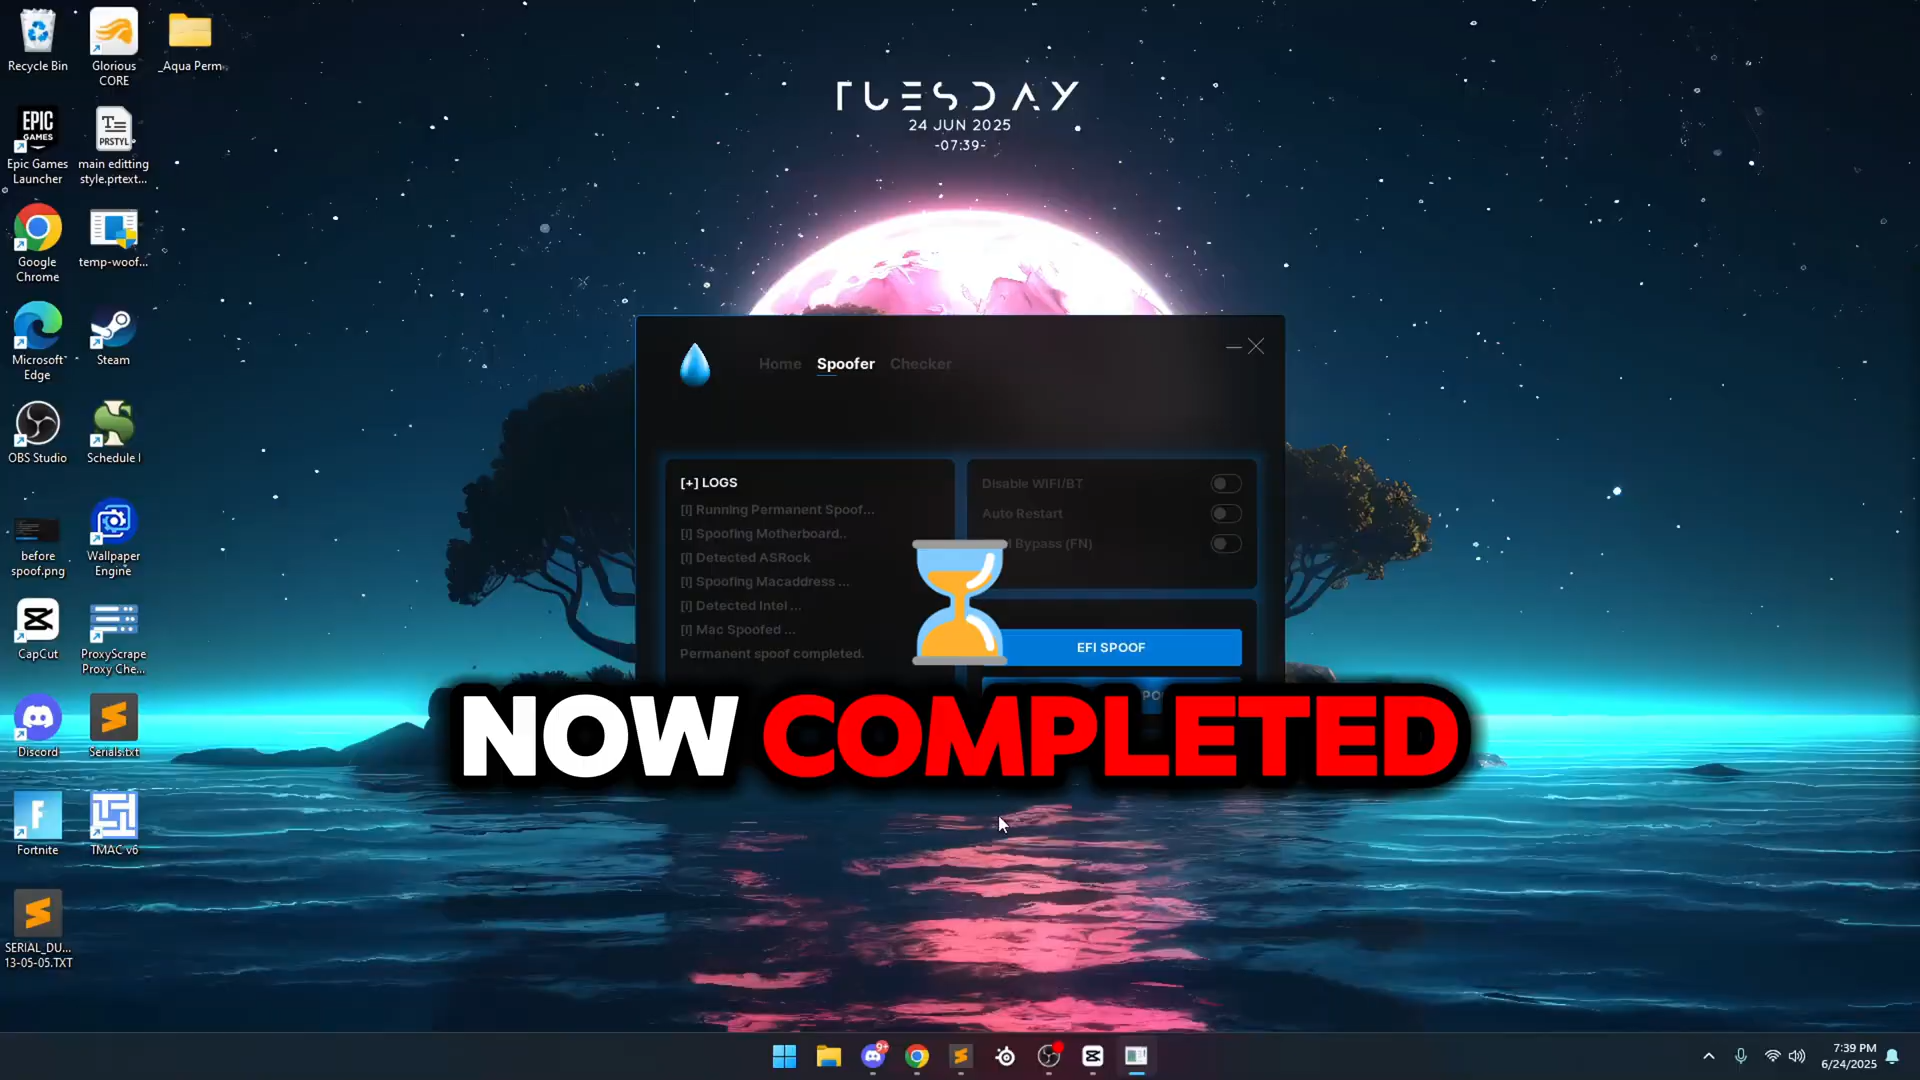 Recycle Bin
Glorious
CORE
_Aqua Perm
EPIC
GAMES
Epic Games
Launcher
PRSTYL
main editting
style.prtext...
Google
Chrome
temp-woof...
Microsoft
Edge
Steam
OBS Studio
Schedule I
before
spoof.png
Wallpaper
Engine
CapCut
ProxyScrape
Proxy Che...
Discord
Serials.txt
Fortnite
TMAC v6
SERIAL_DU...
13-05-05.TXT
TUESDAY
24 JUN 2025
-07:39-
Home Spoofer Checker
[+] LOGS
[I] Running Permanent Spoof...
[I] Spoofing Motherboard..
[I] Detected ASRock
[I] Spoofing Macaddress ...
[I] Detected Intel ...
[I] Mac Spoofed ...
Permanent spoof completed.
Disable WIFI/BT
Auto Restart
Bypass (FN)
EFI SPOOF
NOW COMPLETED
9+
7:39 PM
6/24/2025